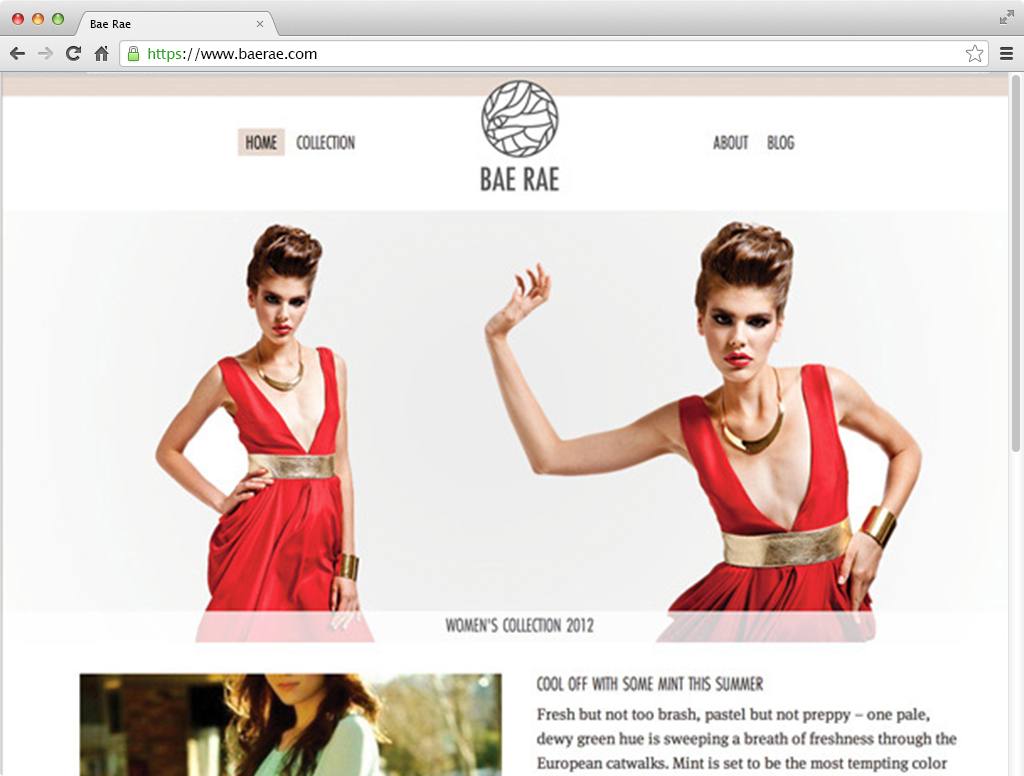 Bae Rae
https://www.baerae.com
HOME COLLECTION
BAE RAE
ABOUT BLOG
WOMEN'S COLLECTION 2012
COOL OFF WITH SOME MINT THIS SUMMER
Fresh but not too brash, pastel but not preppy – one pale,
dewy green hue is sweeping a breath of freshness through the
European catwalks. Mint is set to be the most tempting color